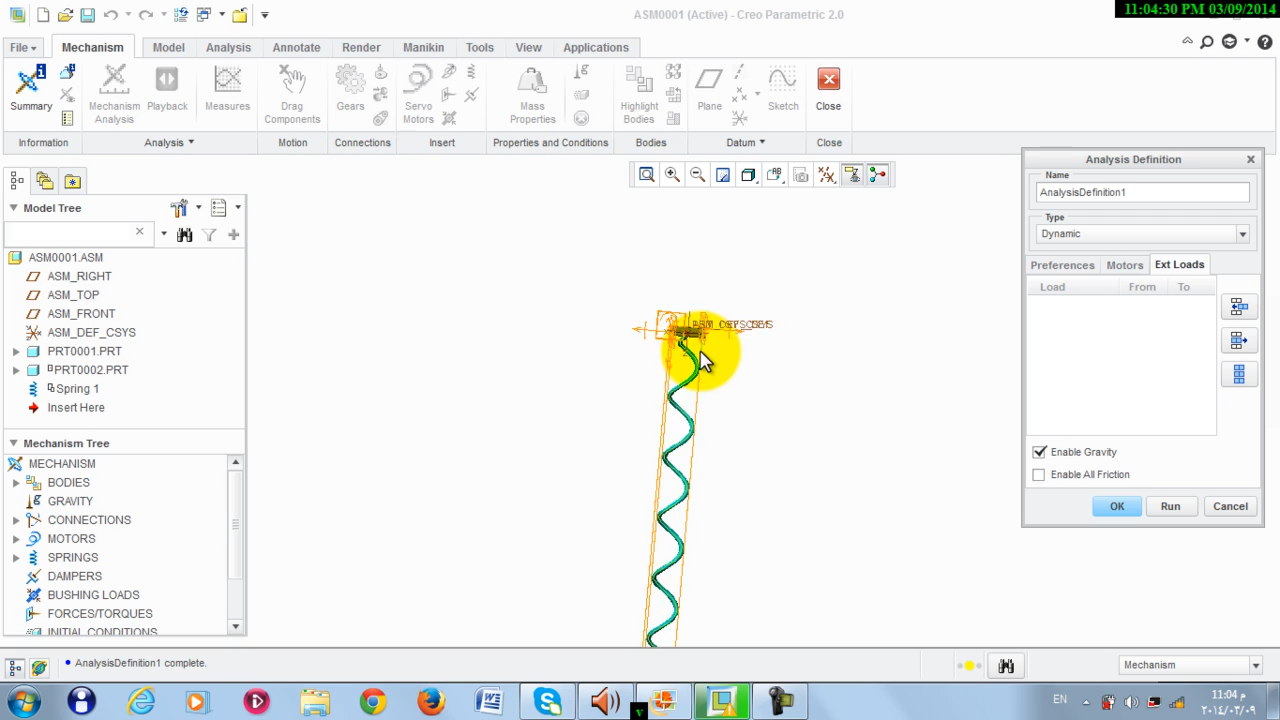 ASM0001 (Active) - Creo Parametric 2.0
11:04:30 PM 03/09/2014
File
Mechanism
Model
Analysis
Annotate
Render
Manikin
Tools
View
Applications
Summary
Mechanism Analysis
Playback
Measures
Drag Components
Gears
Servo Motors
Mass Properties
Highlight Bodies
Plane
Sketch
Close
Information
Analysis
Motion
Connections
Insert
Properties and Conditions
Bodies
Datum
Close
Model Tree
ASM0001.ASM
ASM_RIGHT
ASM_TOP
ASM_FRONT
ASM_DEF_CSYS
PRT0001.PRT
PRT0002.PRT
Spring 1
Insert Here
Mechanism Tree
MECHANISM
BODIES
GRAVITY
CONNECTIONS
MOTORS
SPRINGS
DAMPERS
BUSHING LOADS
FORCES/TORQUES
INITIAL CONDITIONS
Analysis Definition
Name
AnalysisDefinition1
Type
Dynamic
Preferences
Motors
Ext Loads
Load
From
To
Enable Gravity
Enable All Friction
OK
Run
Cancel
AnalysisDefinition1 complete.
Mechanism
EN
11:04 م
٢٠١٤/٠٣/٠٩